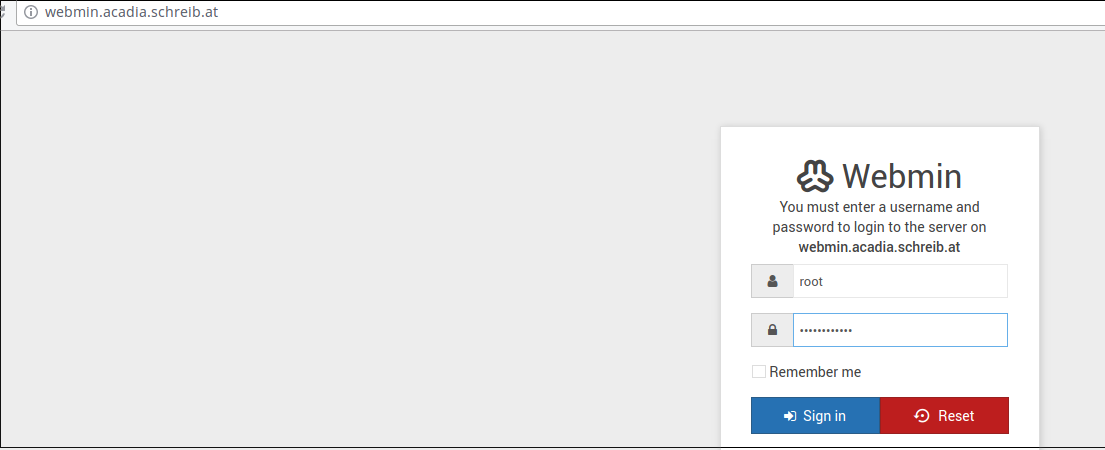 webmin.acadia.schreib.at
Webmin
You must enter a username and
password to login to the server on
webmin.acadia.schreib.at
root
••••••••••••
Remember me
Sign in
Reset